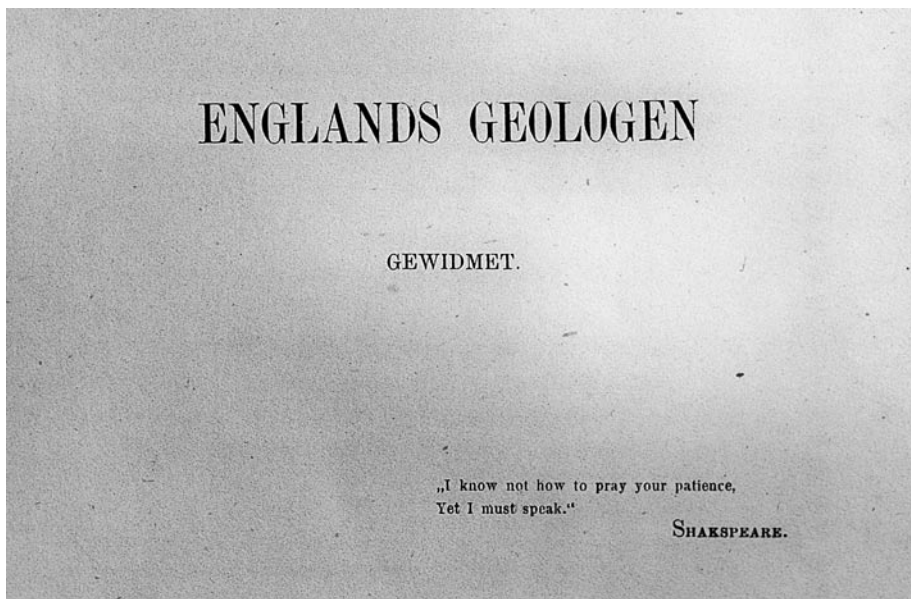 ENGLANDS GEOLOGEN
GEWIDMET.
„I know not how to pray your patience,
Yet I must speak.“
SHAKSPEARE.